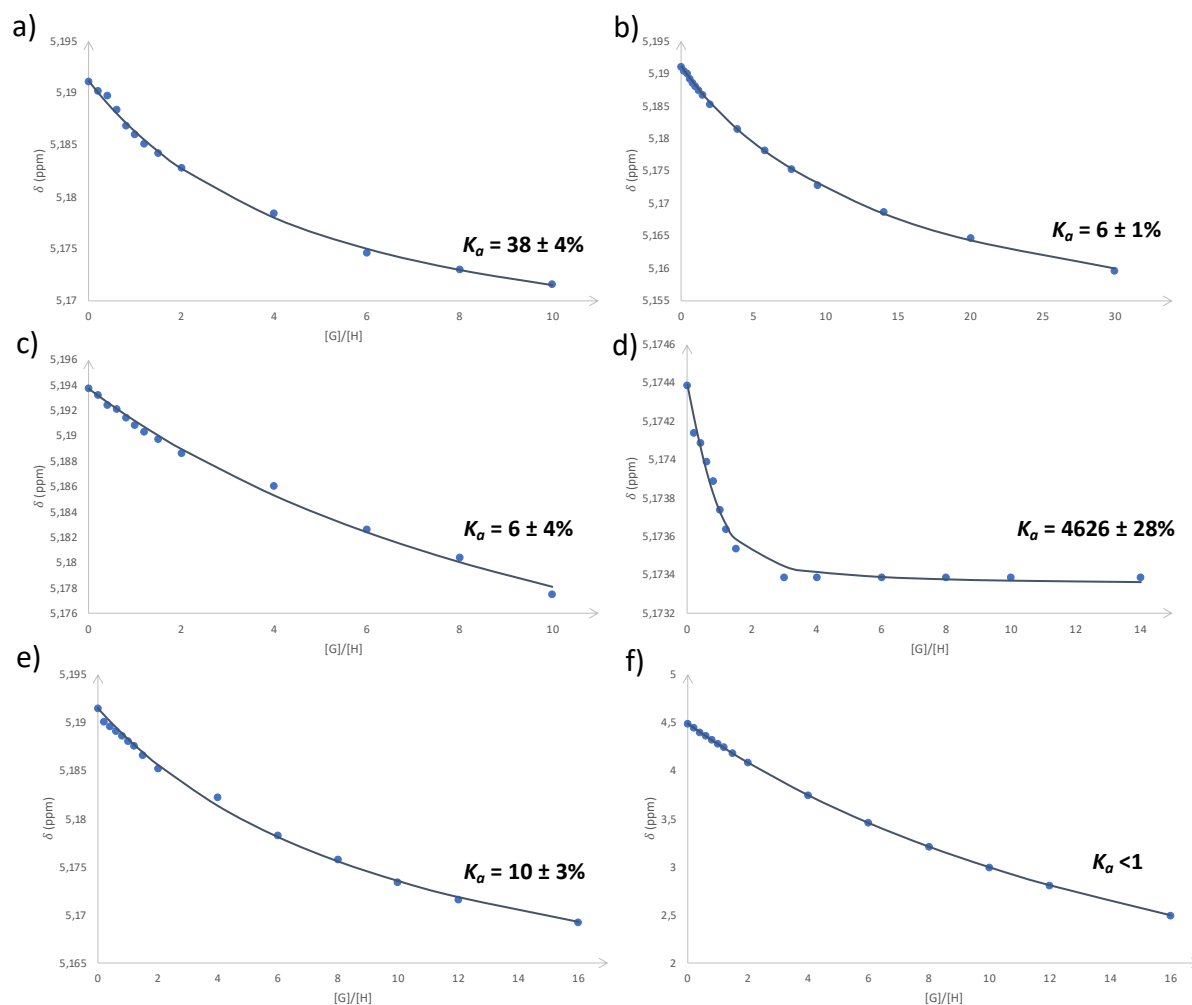 a)
5,195
5,19
5,185
5,18
5,175
5,17
δ (ppm)
0 2 4 6 8 10
[G]/[H]
Ka = 38 ± 4%
b)
5,195
5,19
5,185
5,18
5,175
5,17
5,165
5,16
5,155
δ (ppm)
0 5 10 15 20 25 30
[G]/[H]
Ka = 6 ± 1%
c)
5,196
5,194
5,192
5,19
5,188
5,186
5,184
5,182
5,18
5,178
5,176
δ (ppm)
0 2 4 6 8 10
[G]/[H]
Ka = 6 ± 4%
d)
5,1746
5,1744
5,1742
5,174
5,1738
5,1736
5,1734
5,1732
δ (ppm)
0 2 4 6 8 10 12 14
[G]/[H]
Ka = 4626 ± 28%
e)
5,195
5,19
5,185
5,18
5,175
5,17
5,165
δ (ppm)
0 2 4 6 8 10 12 14 16
[G]/[H]
Ka = 10 ± 3%
f)
5
4,5
4
3,5
3
2,5
2
δ (ppm)
0 2 4 6 8 10 12 14 16
[G]/[H]
Ka <1